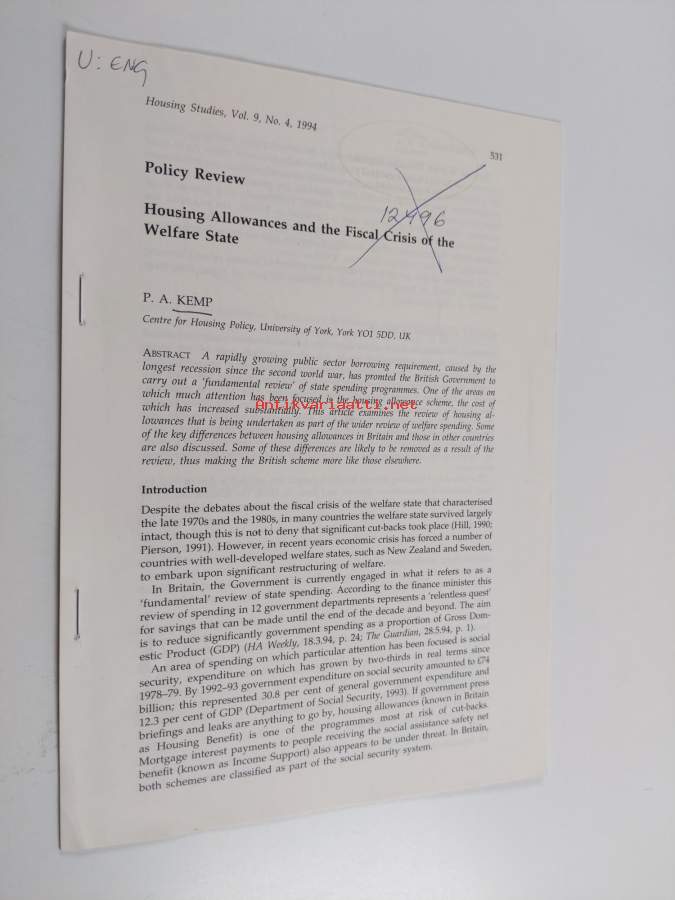 U: ENG
Housing Studies, Vol. 9, No. 4, 1994
531
Policy Review
12496
Housing Allowances and the Fiscal Crisis of the
Welfare State
P. A. KEMP
Centre for Housing Policy, University of York, York YO1 5DD, UK
ABSTRACT A rapidly growing public sector borrowing requirement, caused by the
longest recession since the second world war, has promted the British Government to
carry out a 'fundamental review' of state spending programmes. One of the areas on
which much attention has been focused is the housing allowance scheme, the cost of
Antikvariaatti.net
which has increased substantially. This article examines the review of housing al-
lowances that is being undertaken as part of the wider review of welfare spending. Some
of the key differences between housing allowances in Britain and those in other countries
are also discussed. Some of these differences are likely to be removed as a result of the
review, thus making the British scheme more like those elsewhere.
Introduction
Despite the debates about the fiscal crisis of the welfare state that characterised
the late 1970s and the 1980s, in many countries the welfare state survived largely
intact, though this is not to deny that significant cut-backs took place (Hill, 1990;
Pierson, 1991). However, in recent years economic crisis has forced a number of
countries with well-developed welfare states, such as New Zealand and Sweden,
to embark upon significant restructuring of welfare.
In Britain, the Government is currently engaged in what it refers to as a
'fundamental' review of state spending. According to the finance minister this
review of spending in 12 government departments represents a 'relentless quest'
for savings that can be made until the end of the decade and beyond. The aim
is to reduce significantly government spending as a proportion of Gross Dom-
estic Product (GDP) (HA Weekly, 18.3.94, p. 24; The Guardian, 28.5.94, p. 1).
An area of spending on which particular attention has been focused is social
security, expenditure on which has grown by two-thirds in real terms since
1978–79. By 1992–93 government expenditure on social security amounted to £74
billion; this represented 30.8 per cent of general government expenditure and
12.3 per cent of GDP (Department of Social Security, 1993). If government press
briefings and leaks are anything to go by, housing allowances (known in Britain
as Housing Benefit) is one of the programmes most at risk of cut-backs.
Mortgage interest payments to people receiving the social assistance safety net
benefit (known as Income Support) also appears to be under threat. In Britain,
both schemes are classified as part of the social security system.